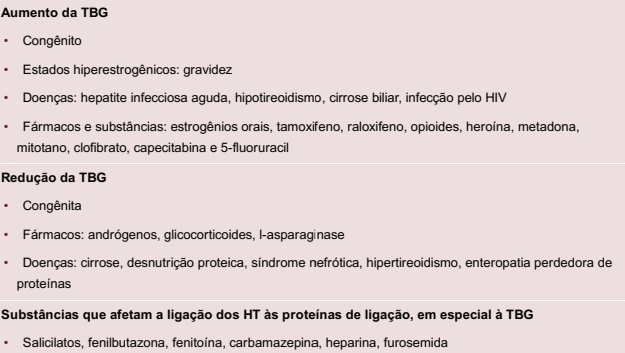 Aumento da TBG
• Congênito
• Estados hiperestrogênicos: gravidez
• Doenças: hepatite infecciosa aguda, hipotireoidismo, cirrose biliar, infecção pelo HIV
• Fármacos e substâncias: estrogênios orais, tamoxifeno, raloxifeno, opioides, heroína, metadona,
mitotano, clofibrato, capecitabina e 5-fluoruracil
Redução da TBG
• Congênita
• Fármacos: andrógenos, glicocorticoides, l-asparaginase
• Doenças: cirrose, desnutrição proteica, síndrome nefrótica, hipertireoidismo, enteropatia perdedora de
proteínas
Substâncias que afetam a ligação dos HT às proteínas de ligação, em especial à TBG
• Salicilatos, fenilbutazona, fenitoína, carbamazepina, heparina, furosemida